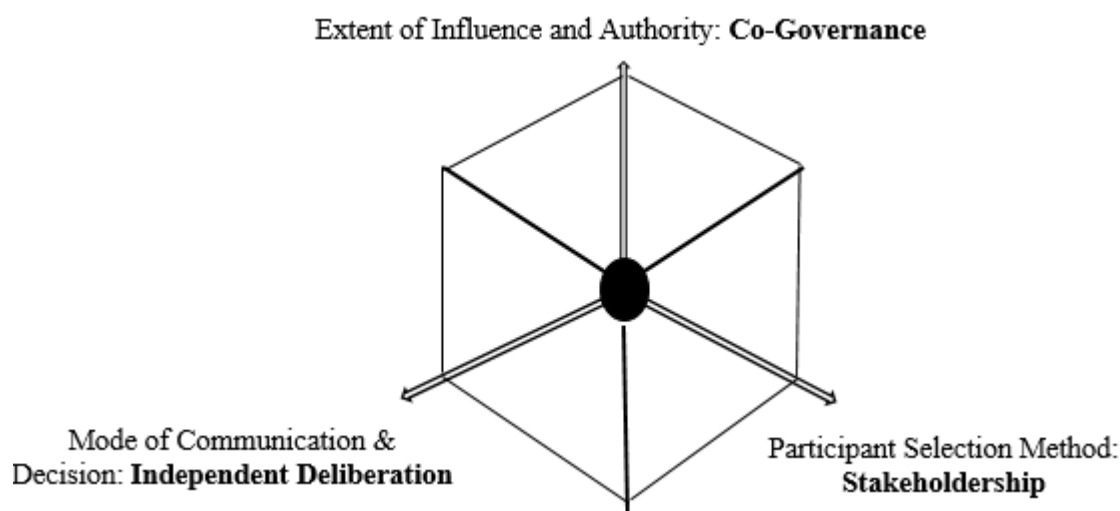 Extent of Influence and Authority: Co-Governance
Mode of Communication &
Decision: Independent Deliberation
Participant Selection Method:
Stakeholdership